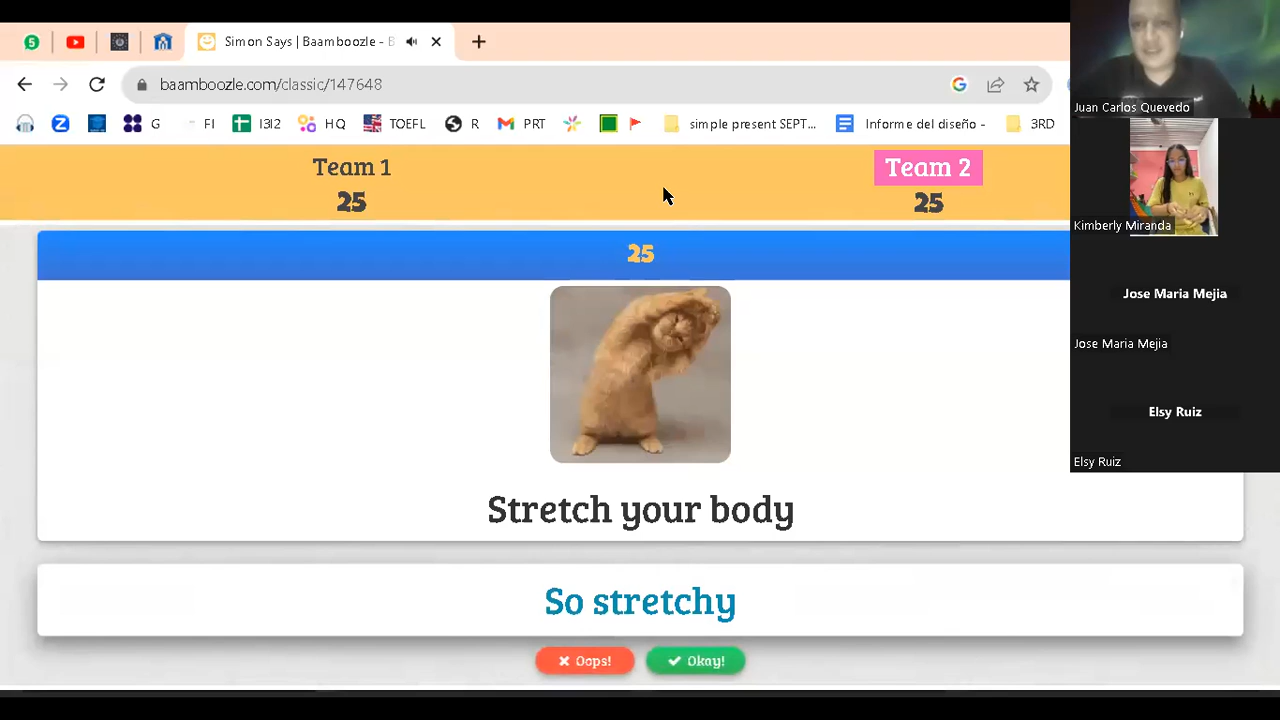 5
Simon Says | Baamboozle - B
baamboozle.com/classic/147648
G FI I3I2 HQ TOEFL R PRT simple present SEPT... Informe del diseño - 3RD
Team 1
25
Team 2
25
25
Stretch your body
So stretchy
Oops! Okay!
Juan Carlos Quevedo
Kimberly Miranda
Jose Maria Mejia
Jose Maria Mejia
Elsy Ruiz
Elsy Ruiz